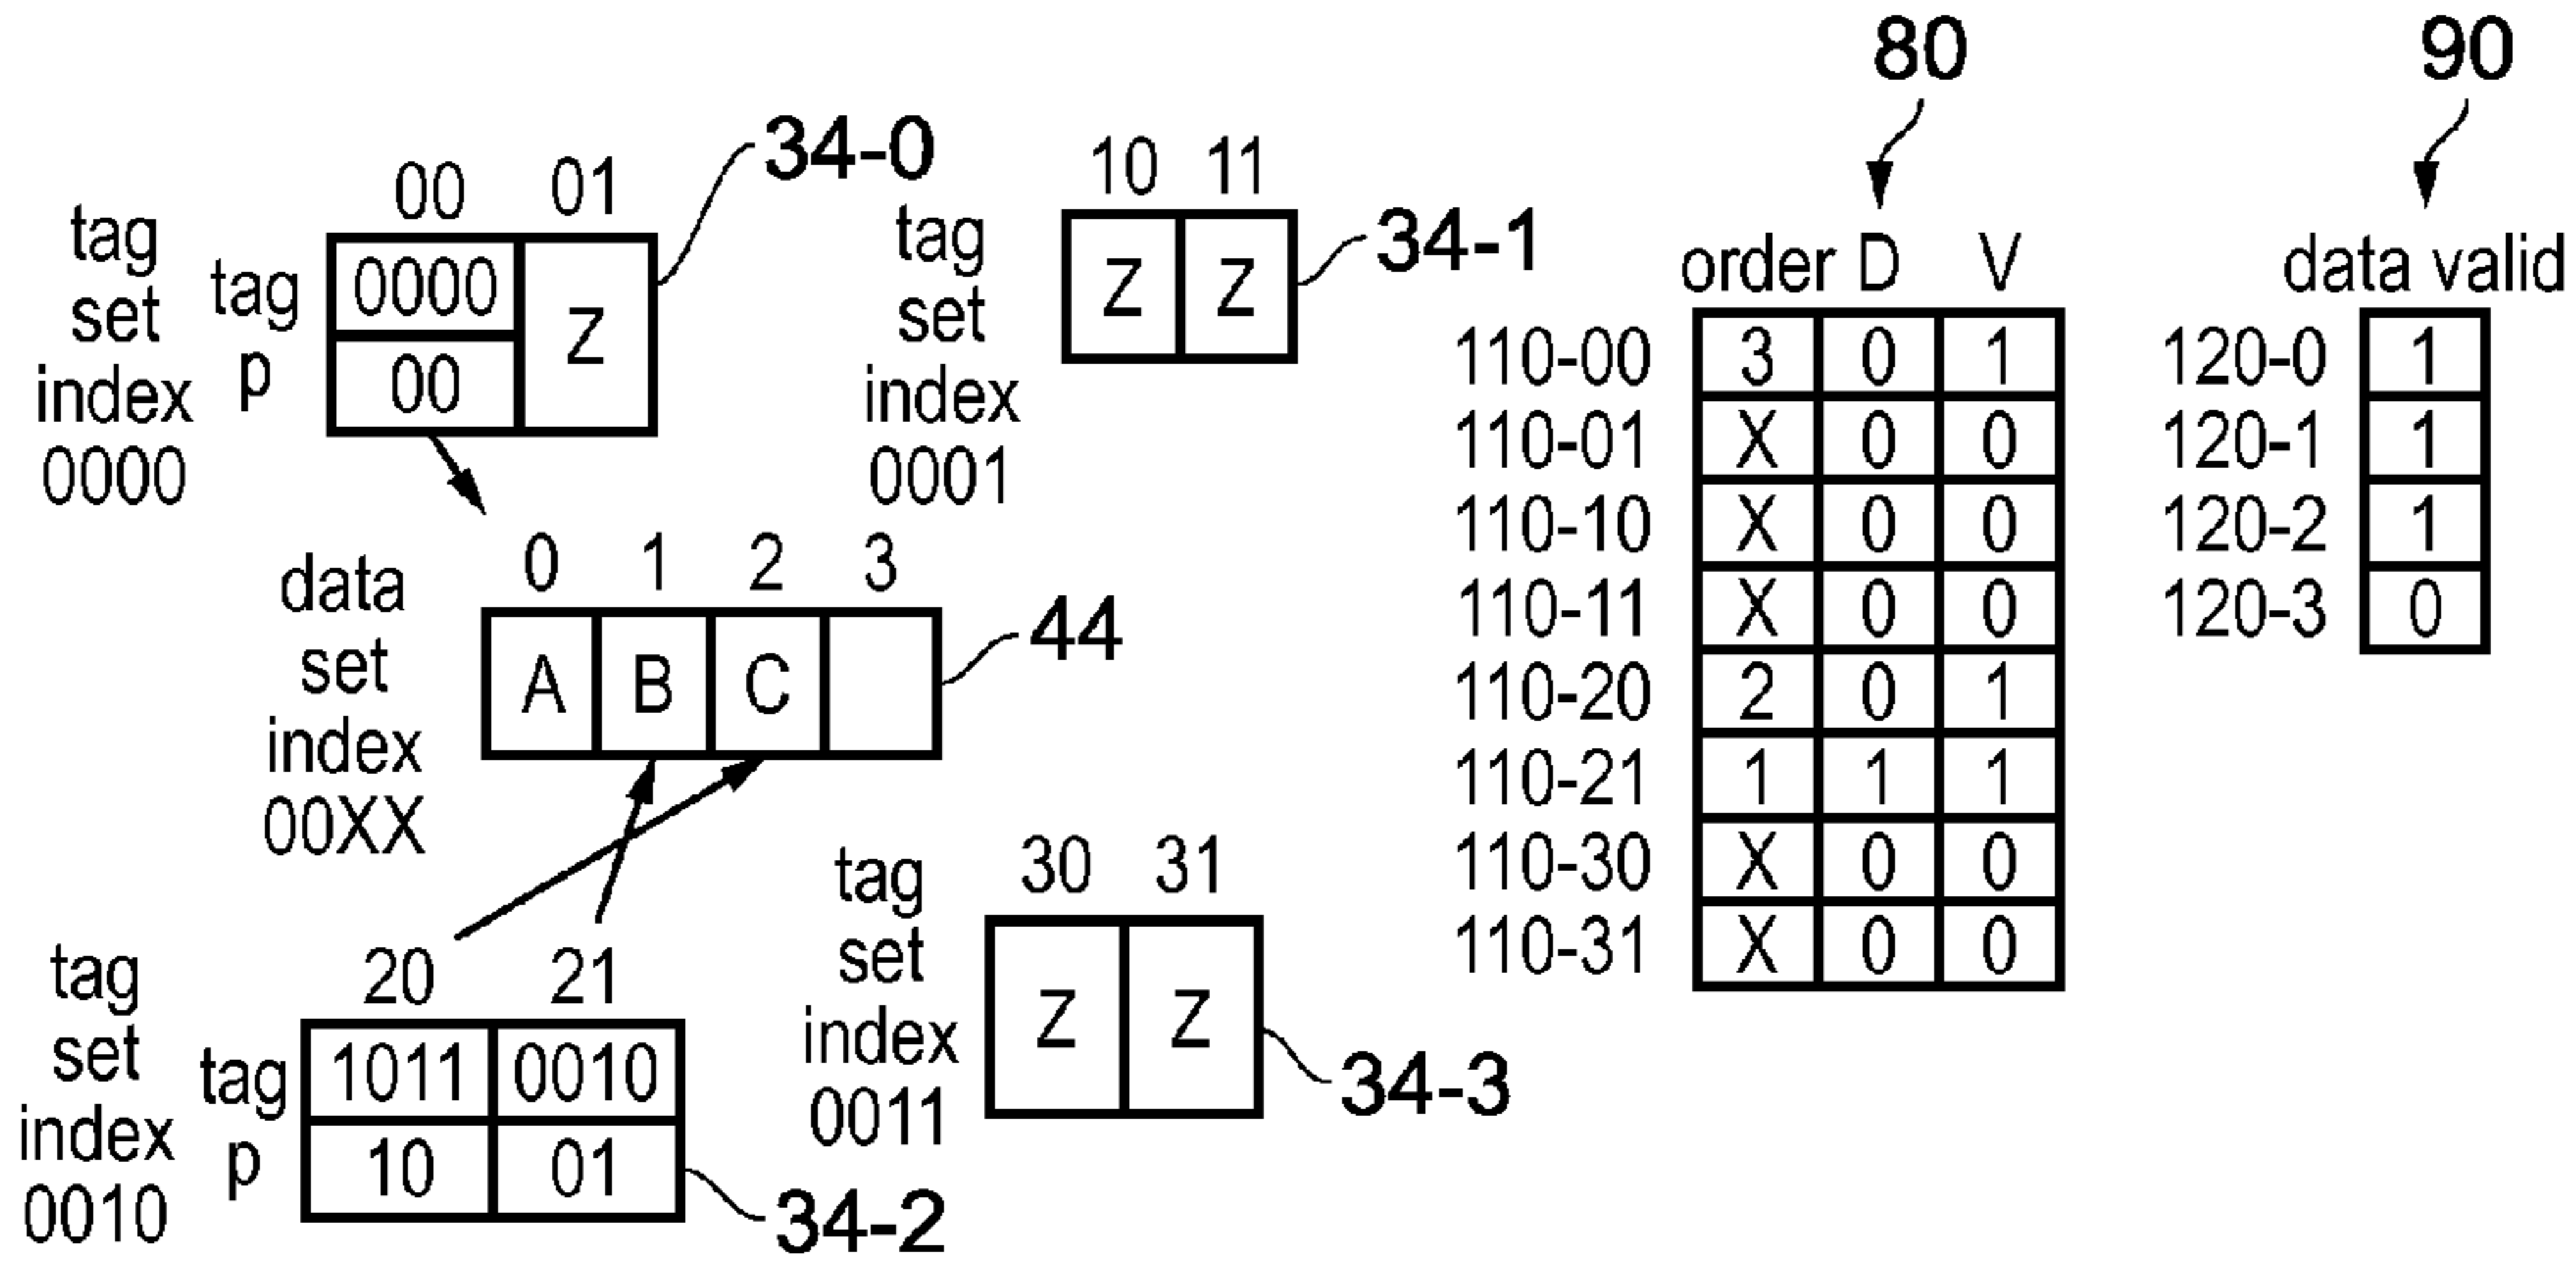 80
90
00 01
34-0
tag
set
index
0000
tag
p
0000
00
Z
10 11
tag
set
index
0001
Z Z
34-1
data
set
index
00XX
0 1 2 3
A B C
44
tag
set
index
0010
20 21
tag
p
1011 0010
10 01
34-2
tag
set
index
0011
30 31
Z Z
34-3
order D V
110-00 3 0 1
110-01 X 0 0
110-10 X 0 0
110-11 X 0 0
110-20 2 0 1
110-21 1 1 1
110-30 X 0 0
110-31 X 0 0
data valid
120-0 1
120-1 1
120-2 1
120-3 0